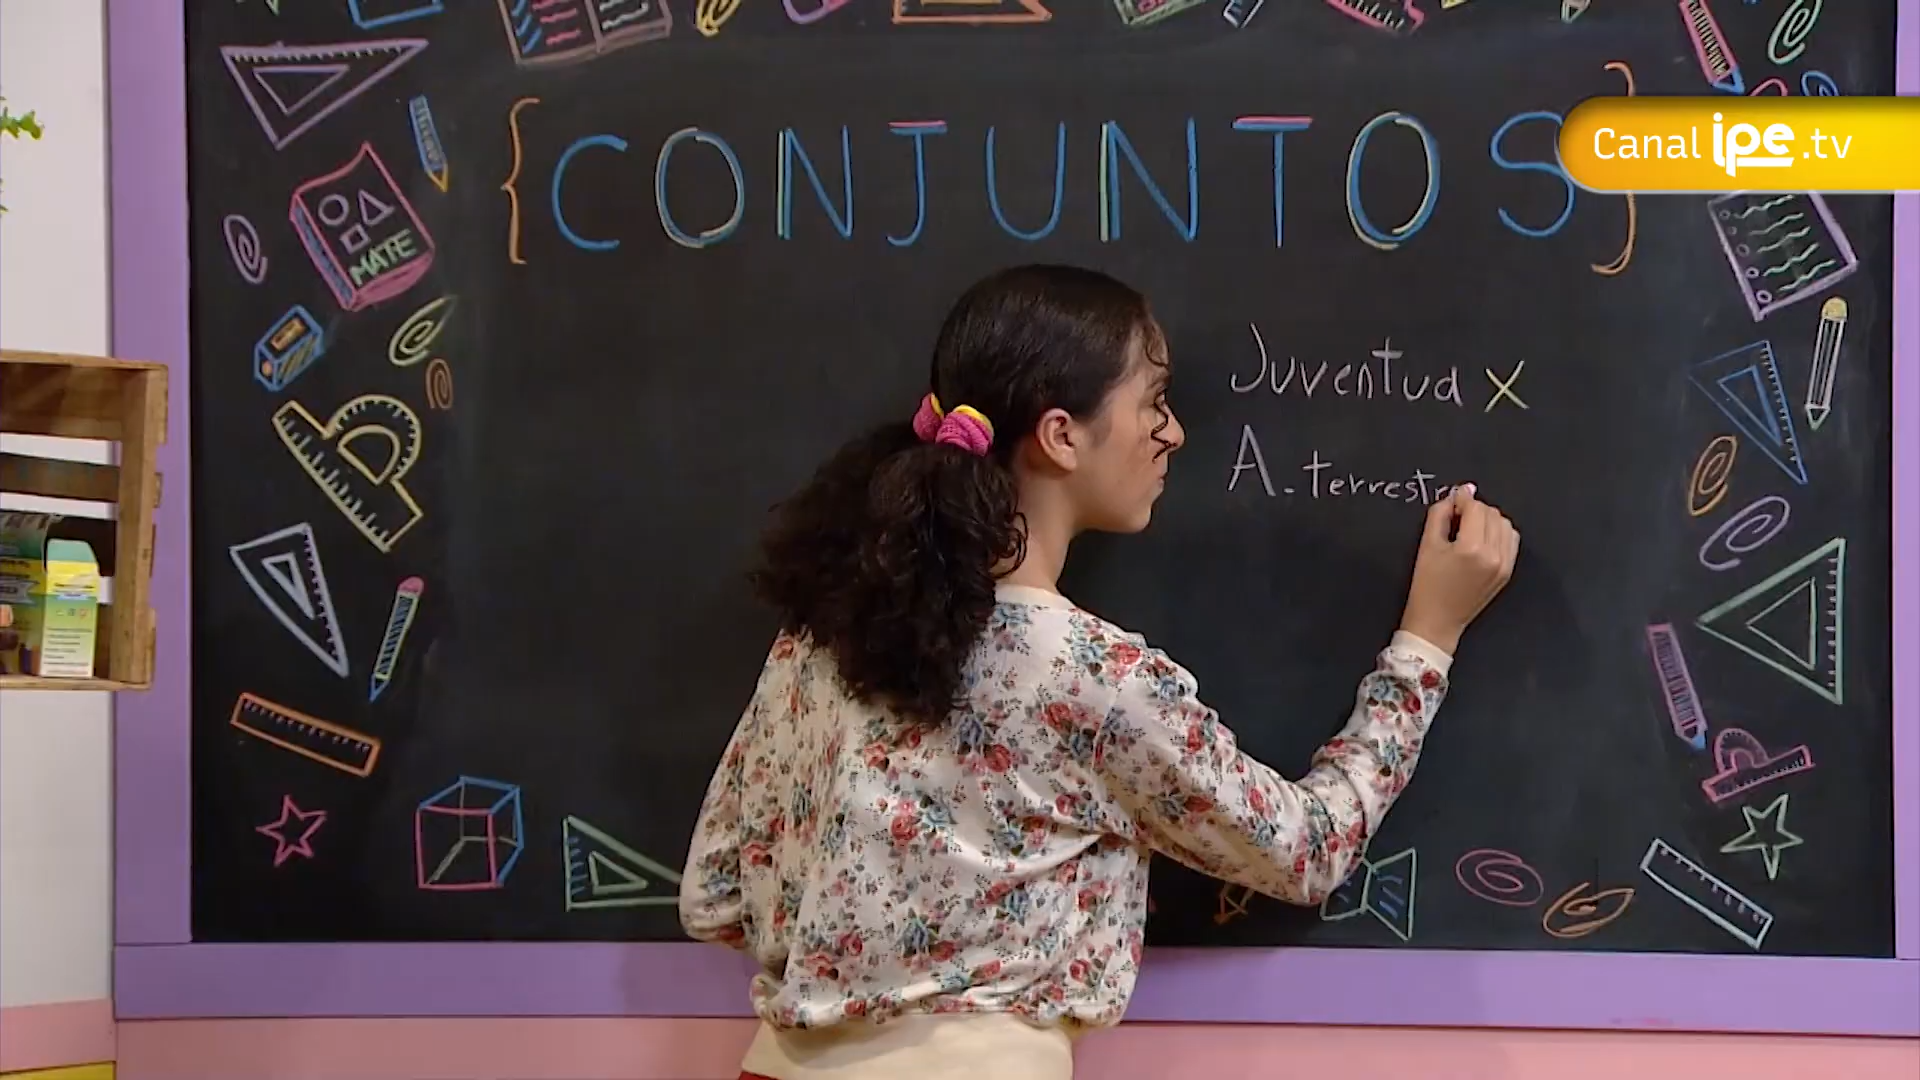 {CONJUNTOS}
Canal ipe.tv
MATE
Juventud X
A. terrestre